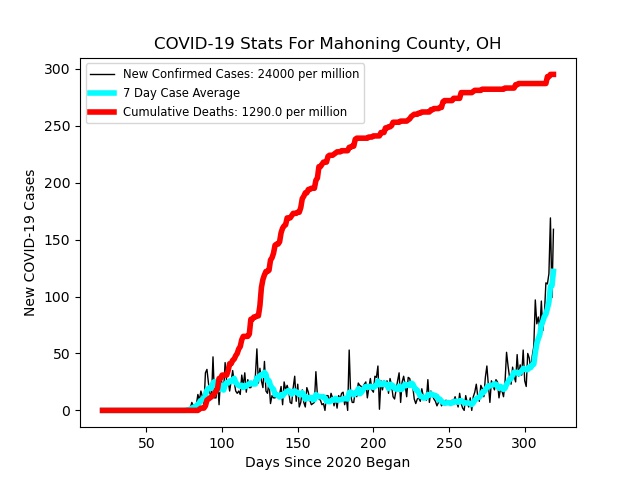 COVID-19 Stats For Mahoning County, OH
New Confirmed Cases: 24000 per million
7 Day Case Average
Cumulative Deaths: 1290.0 per million
New COVID-19 Cases
300
250
200
150
100
50
0
50 100 150 200 250 300
Days Since 2020 Began